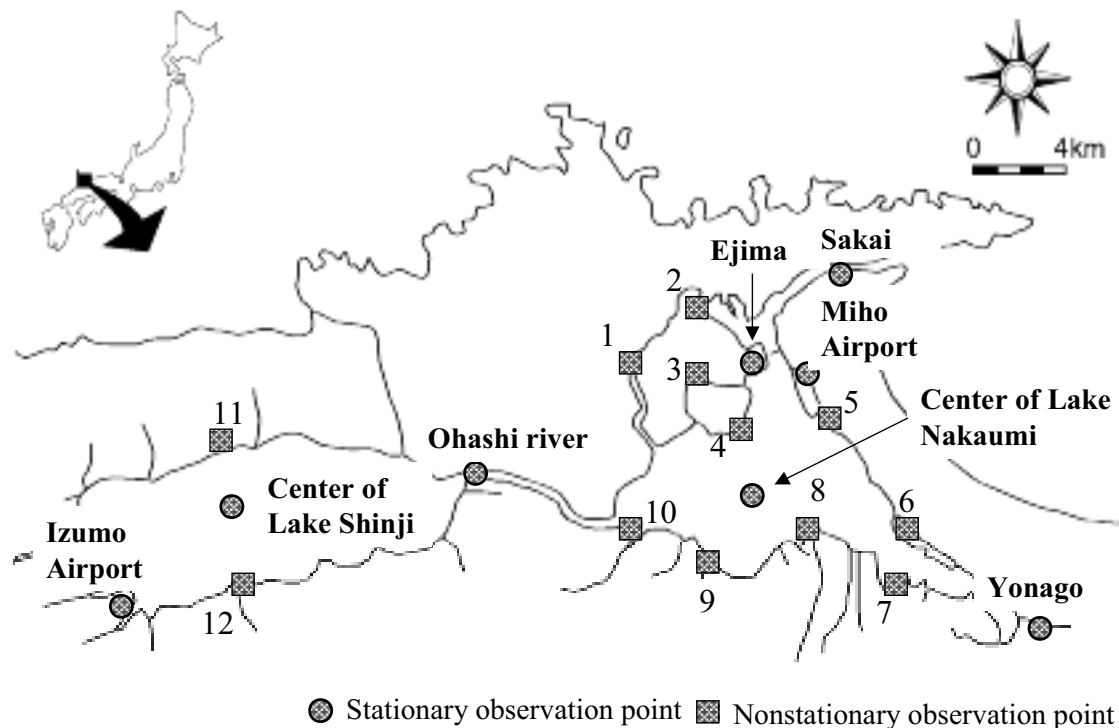 0 4km
Sakai
Ejima
2
Miho
Airport
1
3
5
Center of Lake
Nakaumi
11
4
Ohashi river
Center of
Lake Shinji
8
10
6
Izumo
Airport
9
7
Yonago
12
Stationary observation point Nonstationary observation point